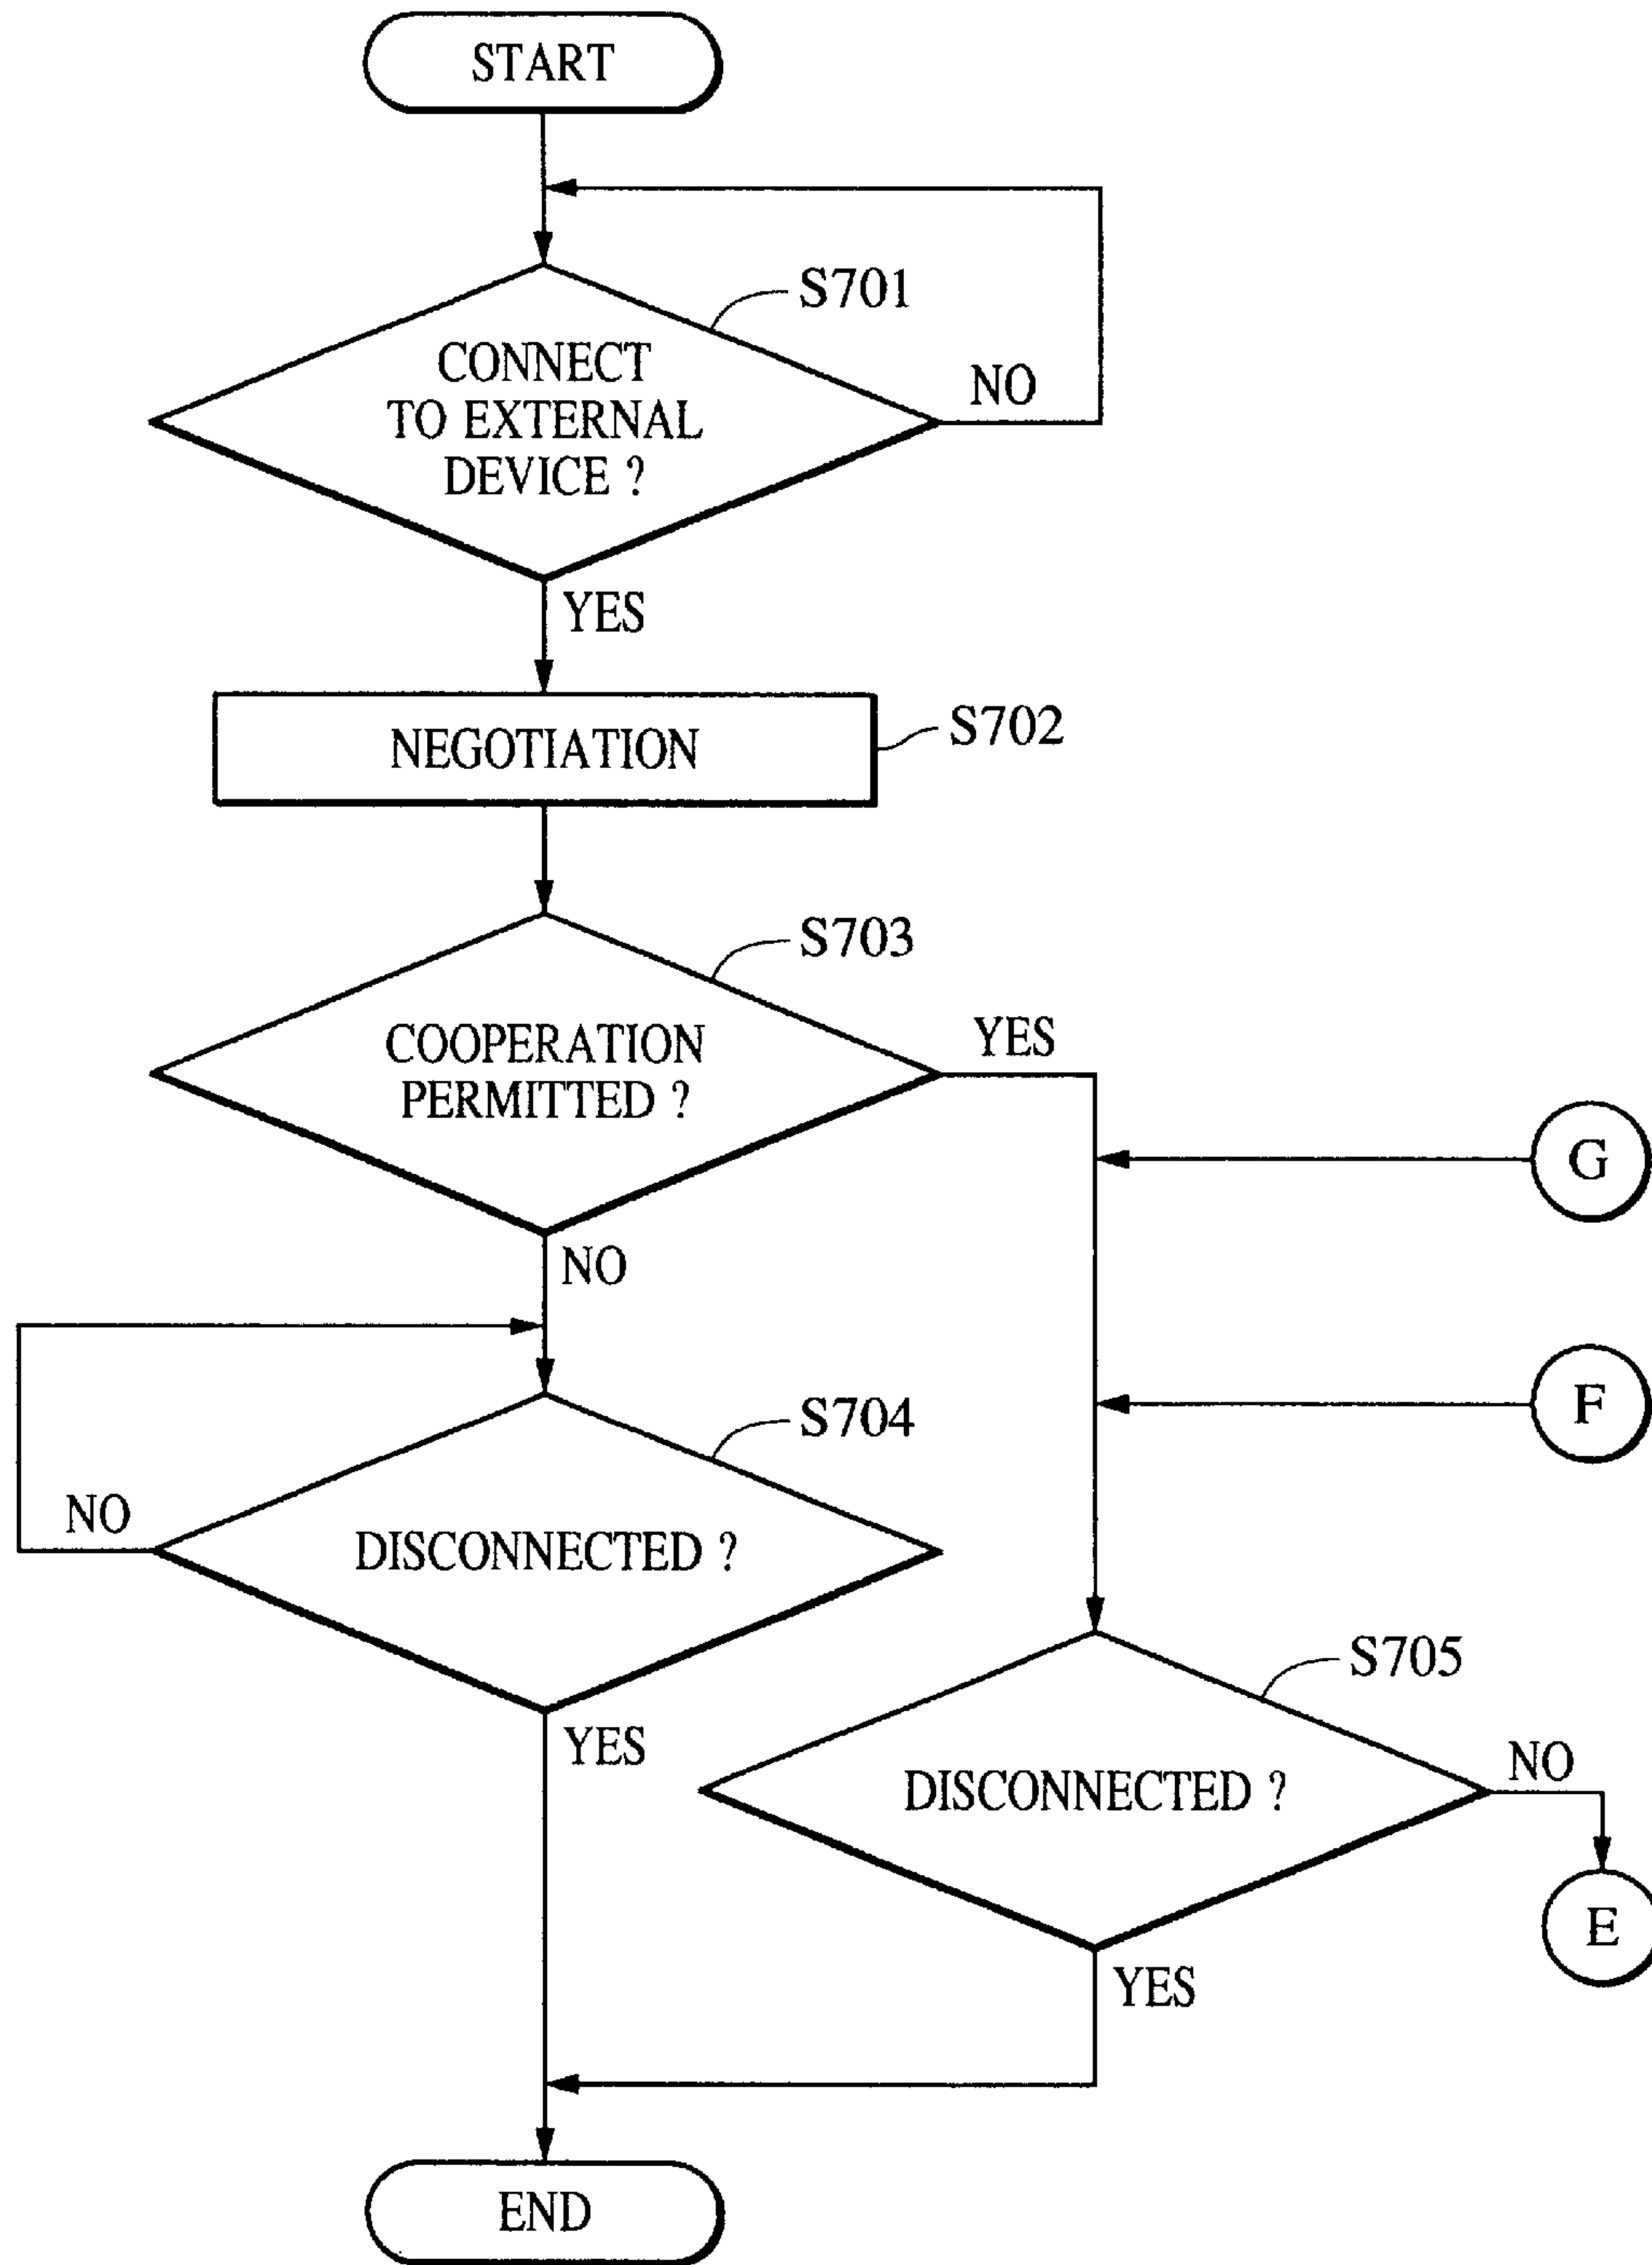 START
S701
CONNECT
TO EXTERNAL
DEVICE ?
NO
YES
NEGOTIATION
S702
S703
COOPERATION
PERMITTED ?
YES
G
NO
F
S704
NO
DISCONNECTED ?
YES
S705
DISCONNECTED ?
NO
E
YES
END